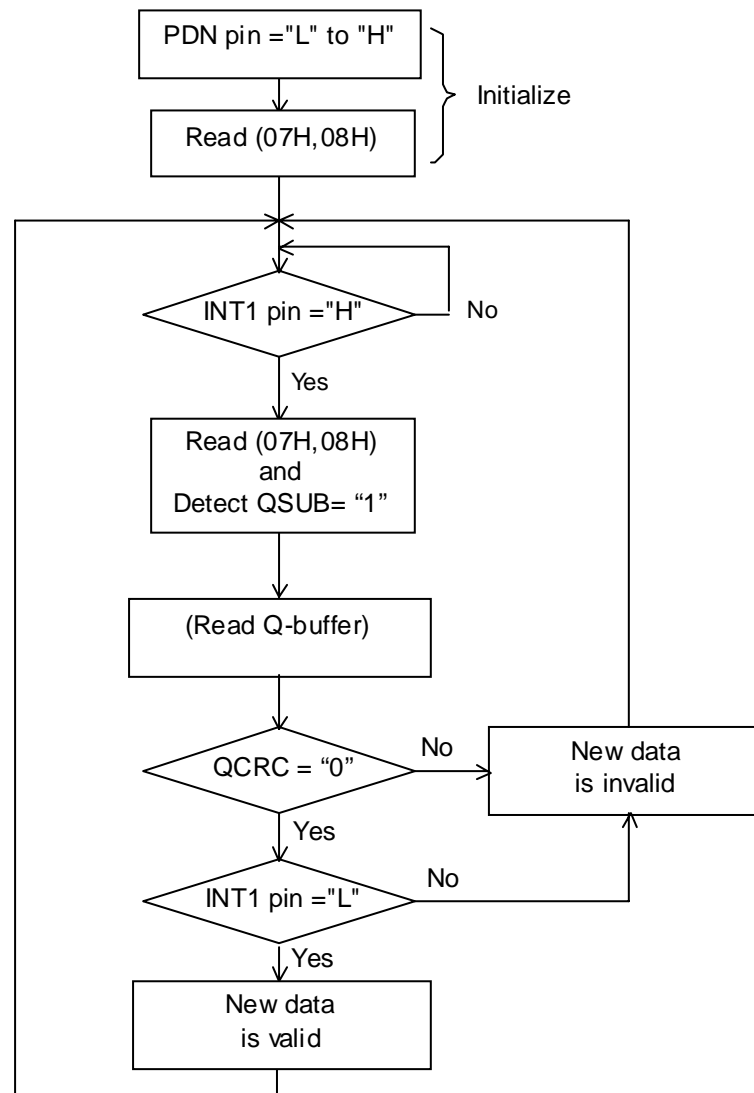 PDN pin ="L" to "H"
Initialize
Read (07H,08H)
INT1 pin ="H"
No
Yes
Read (07H,08H)
and
Detect QSUB= “1”
(Read Q-buffer)
No
New data
is invalid
QCRC = “0”
Yes
No
INT1 pin ="L"
Yes
New data
is valid